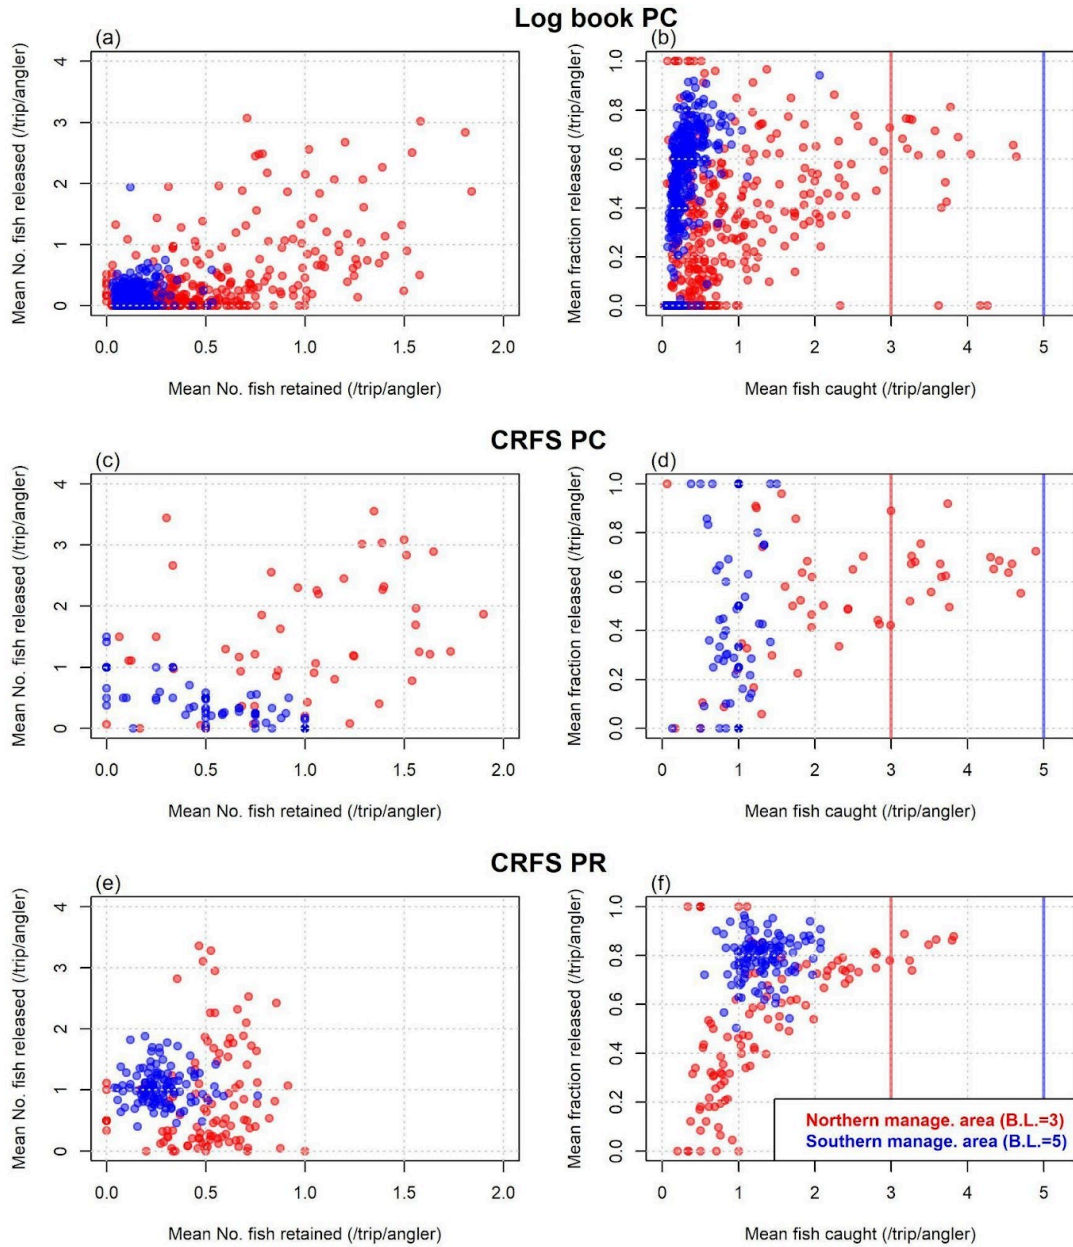 Log book PC
(a)
(b)
Mean No. fish released (/trip/angler)
4
3
2
1
0
0.0 0.5 1.0 1.5 2.0
Mean No. fish retained (/trip/angler)
Mean fraction released (/trip/angler)
1.0
0.8
0.6
0.4
0.2
0.0
0 1 2 3 4 5
Mean fish caught (/trip/angler)
CRFS PC
(c)
(d)
Mean No. fish released (/trip/angler)
4
3
2
1
0
0.0 0.5 1.0 1.5 2.0
Mean No. fish retained (/trip/angler)
Mean fraction released (/trip/angler)
1.0
0.8
0.6
0.4
0.2
0.0
0 1 2 3 4 5
Mean fish caught (/trip/angler)
CRFS PR
(e)
(f)
Mean No. fish released (/trip/angler)
4
3
2
1
0
0.0 0.5 1.0 1.5 2.0
Mean No. fish retained (/trip/angler)
Mean fraction released (/trip/angler)
1.0
0.8
0.6
0.4
0.2
0.0
0 1 2 3 4 5
Mean fish caught (/trip/angler)
Northern manage. area (B.L.=3)
Southern manage. area (B.L.=5)